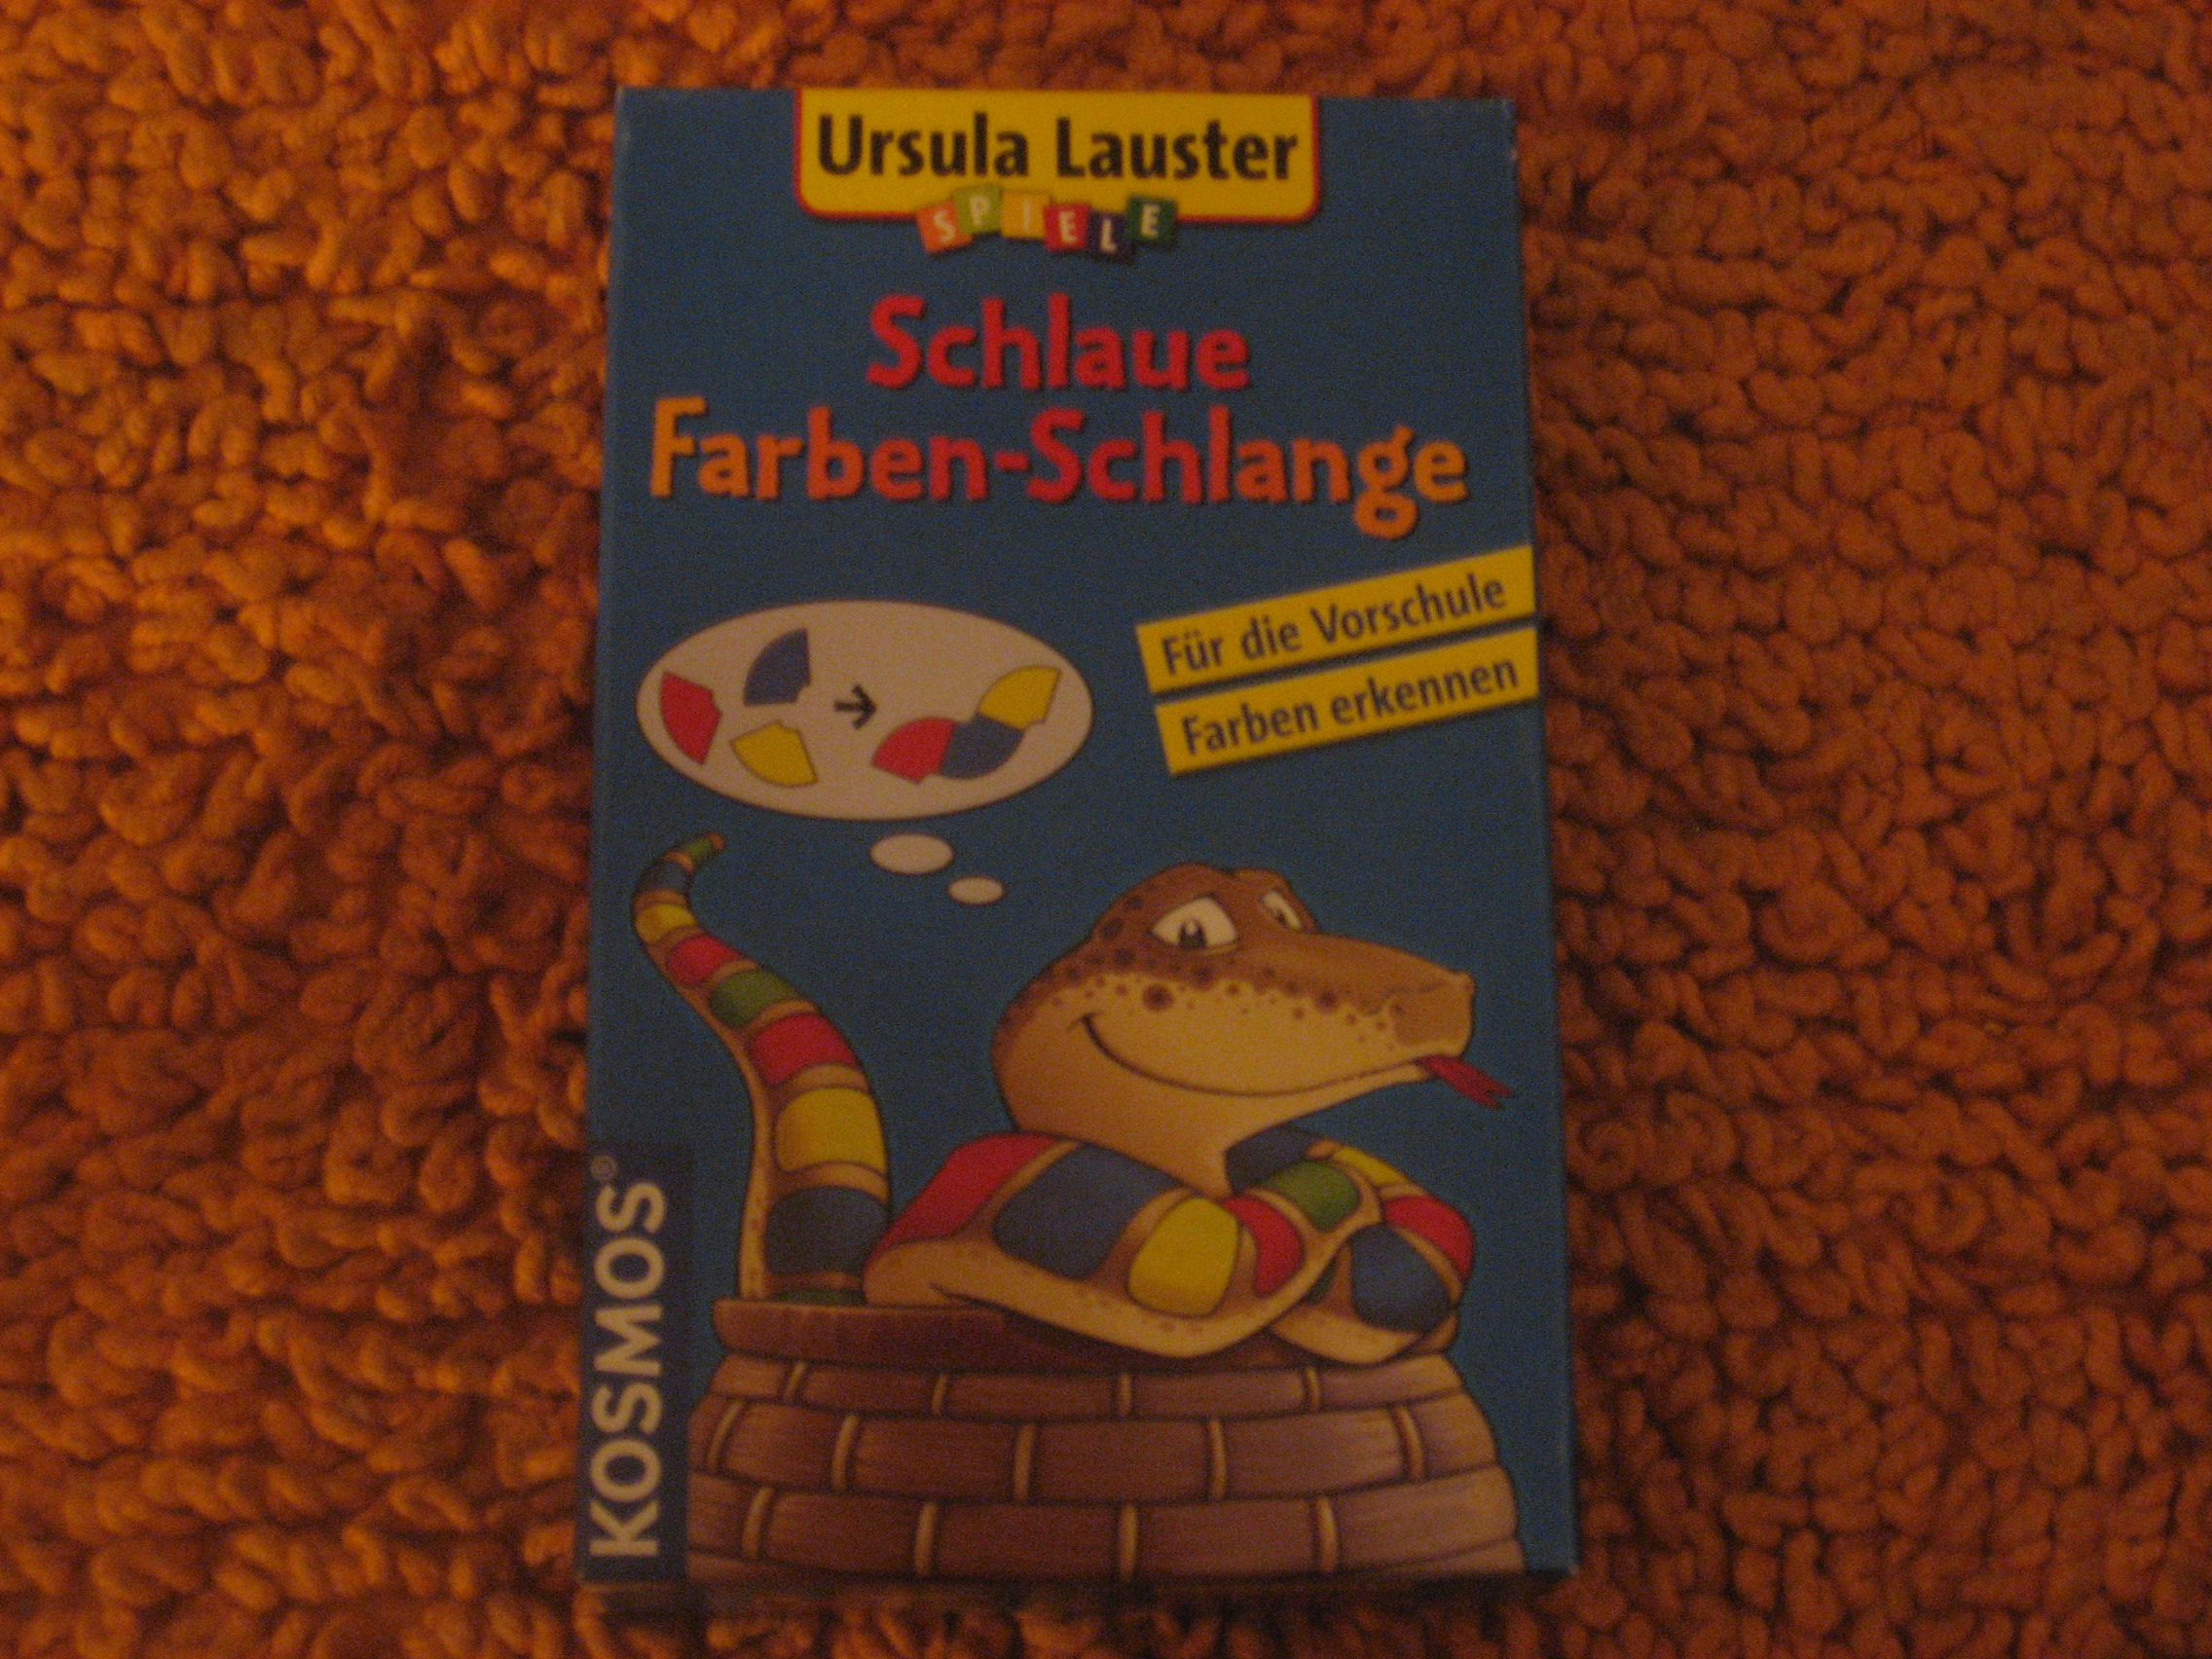 Ursula Lauster
SPIELE
Schlaue
Farben-Schlange
Für die Vorschule
Farben erkennen
KOSMOS®